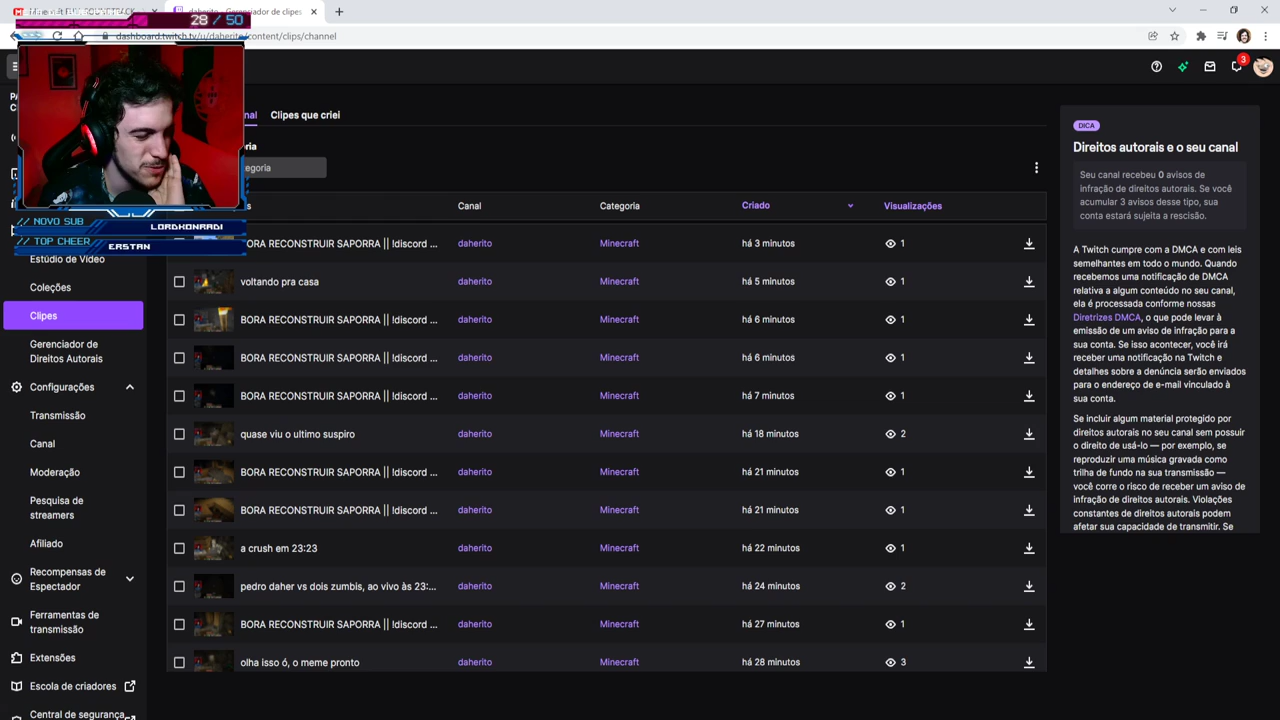 28 / 50
daherito - Gerenciador de clipes
dashboard.twitch.tv/u/daherito/content/clips/channel
3
Clipes que criei
// NOVO SUB
LORDKONRADI
// TOP CHEER
ERSTAN
Canal
Categoria
Criado
Visualizações
BORA RECONSTRUIR SAPORRA || !discord ... daherito Minecraft há 3 minutos 1
voltando pra casa daherito Minecraft há 5 minutos 1
BORA RECONSTRUIR SAPORRA || !discord ... daherito Minecraft há 6 minutos 1
BORA RECONSTRUIR SAPORRA || !discord ... daherito Minecraft há 6 minutos 1
BORA RECONSTRUIR SAPORRA || !discord ... daherito Minecraft há 7 minutos 1
quase viu o ultimo suspiro daherito Minecraft há 18 minutos 2
BORA RECONSTRUIR SAPORRA || !discord ... daherito Minecraft há 21 minutos 1
BORA RECONSTRUIR SAPORRA || !discord ... daherito Minecraft há 21 minutos 1
a crush em 23:23 daherito Minecraft há 22 minutos 1
pedro daher vs dois zumbis, ao vivo às 23:... daherito Minecraft há 24 minutos 2
BORA RECONSTRUIR SAPORRA || !discord ... daherito Minecraft há 27 minutos 1
olha isso ó, o meme pronto daherito Minecraft há 28 minutos 3
Estúdio de Vídeo
Coleções
Clipes
Gerenciador de
Direitos Autorais
Configurações
Transmissão
Canal
Moderação
Pesquisa de
streamers
Afiliado
Recompensas de
Espectador
Ferramentas de
transmissão
Extensões
Escola de criadores
Central de segurança
DICA
Direitos autorais e o seu canal
Seu canal recebeu 0 avisos de
infração de direitos autorais. Se você
acumular 3 avisos desse tipo, sua
conta estará sujeita a rescisão.
A Twitch cumpre com a DMCA e com leis
semelhantes em todo o mundo. Quando
recebemos uma notificação de DMCA
relativa a algum conteúdo no seu canal,
ela é processada conforme nossas
Diretrizes DMCA, o que pode levar à
emissão de um aviso de infração para a
sua conta. Se isso acontecer, você irá
receber uma notificação na Twitch e
detalhes sobre a denúncia serão enviados
para o endereço de e-mail vinculado à
sua conta.
Se incluir algum material protegido por
direitos autorais no seu canal sem possuir
o direito de usá-lo — por exemplo, se
reproduzir uma música gravada como
trilha de fundo na sua transmissão —
você corre o risco de receber um aviso de
infração de direitos autorais. Violações
constantes de direitos autorais podem
afetar sua capacidade de transmitir. Se